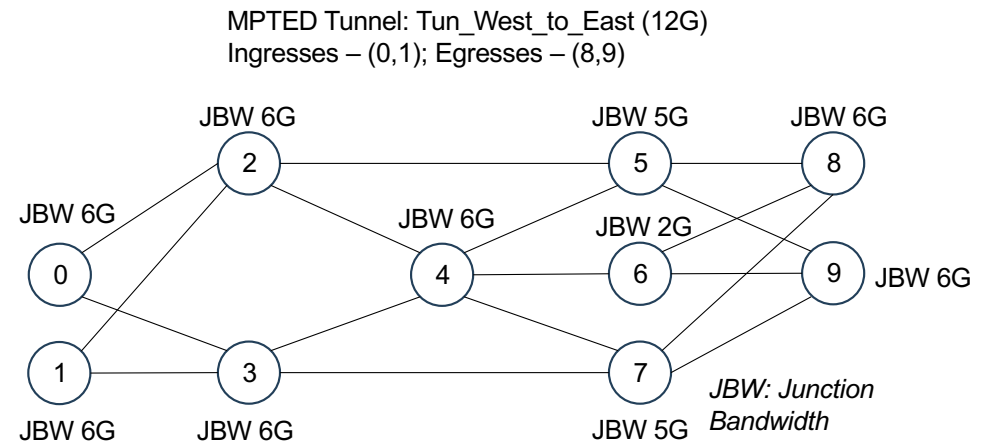 MPTED Tunnel: Tun_West_to_East (12G)
Ingresses – (0,1); Egresses – (8,9)
JBW 6G
JBW 5G
JBW 6G
2
5
8
JBW 6G
JBW 6G
JBW 2G
0
4
6
9
JBW 6G
1
3
7
JBW: Junction
Bandwidth
JBW 6G
JBW 6G
JBW 5G